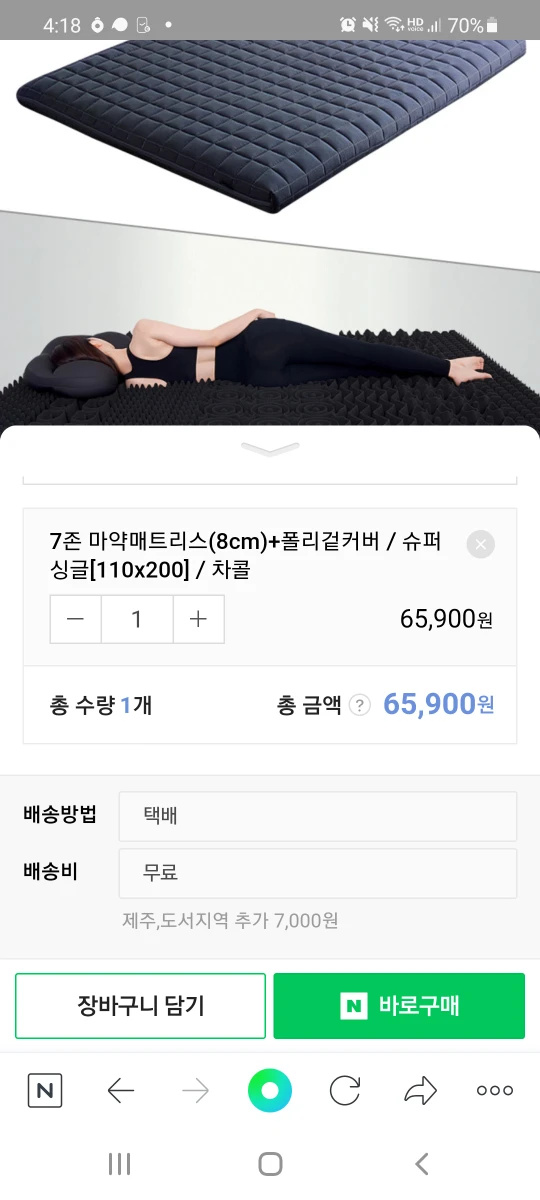 4:18
HD
voice
70%
7존 마약매트리스(8cm)+폴리겉커버 / 슈퍼
싱글[110x200] / 차콜
1
65,900원
총 수량 1개
총 금액 ? 65,900원
배송방법 택배
배송비 무료
제주,도서지역 추가 7,000원
장바구니 담기
N 바로구매
N